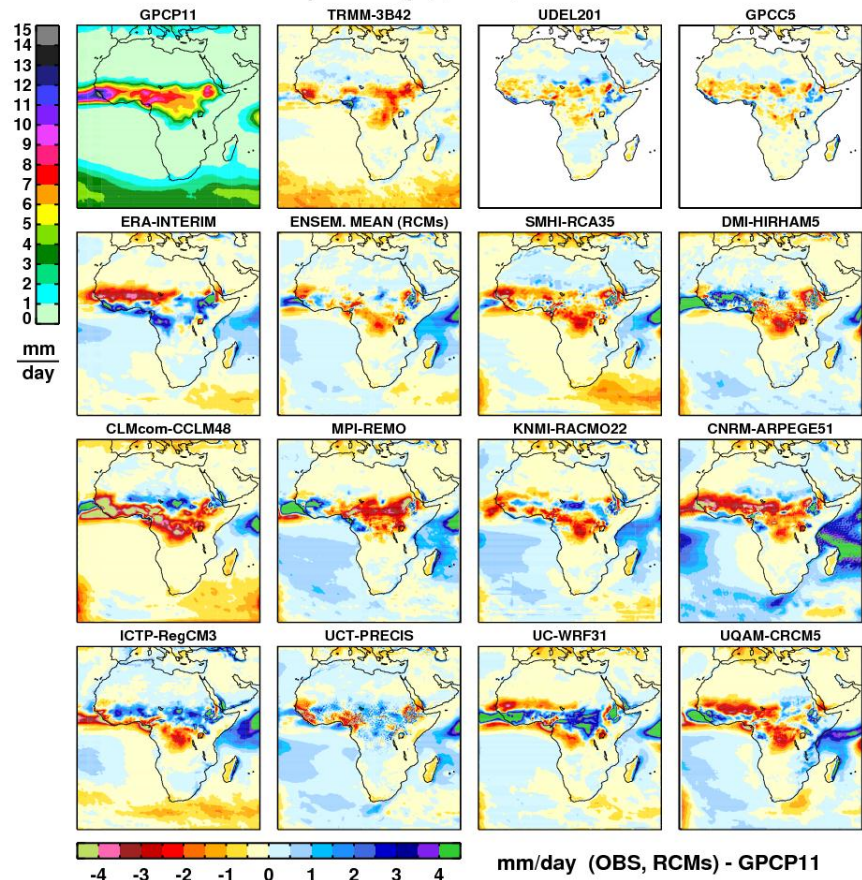 GPCP11 TRMM-3B42 UDEL201 GPCC5
15
14
13
12
11
10
9
8
7
6
5
4
3
2
1
0
mm
day
ERA-INTERIM ENSEM. MEAN (RCMs) SMHI-RCA35 DMI-HIRHAM5
CLMcom-CCLM48 MPI-REMO KNMI-RACMO22 CNRM-ARPEGE51
ICTP-RegCM3 UCT-PRECIS UC-WRF31 UQAM-CRCM5
-4 -3 -2 -1 0 1 2 3 4
mm/day (OBS, RCMs) - GPCP11